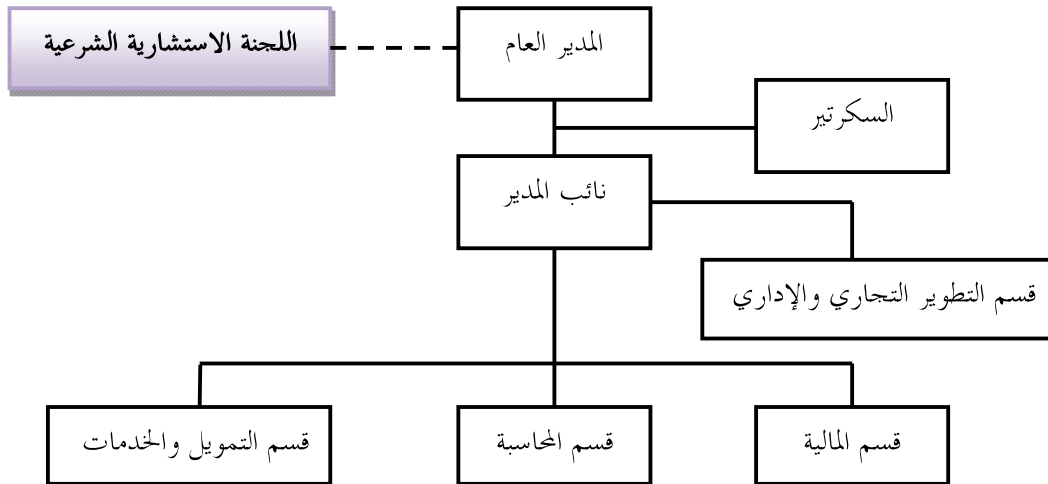 المدير العام
اللجنة الاستشارية الشرعية
السكرتير
نائب المدير
قسم التطوير التجاري والإداري
قسم المالية
قسم المحاسبة
قسم التمويل والخدمات